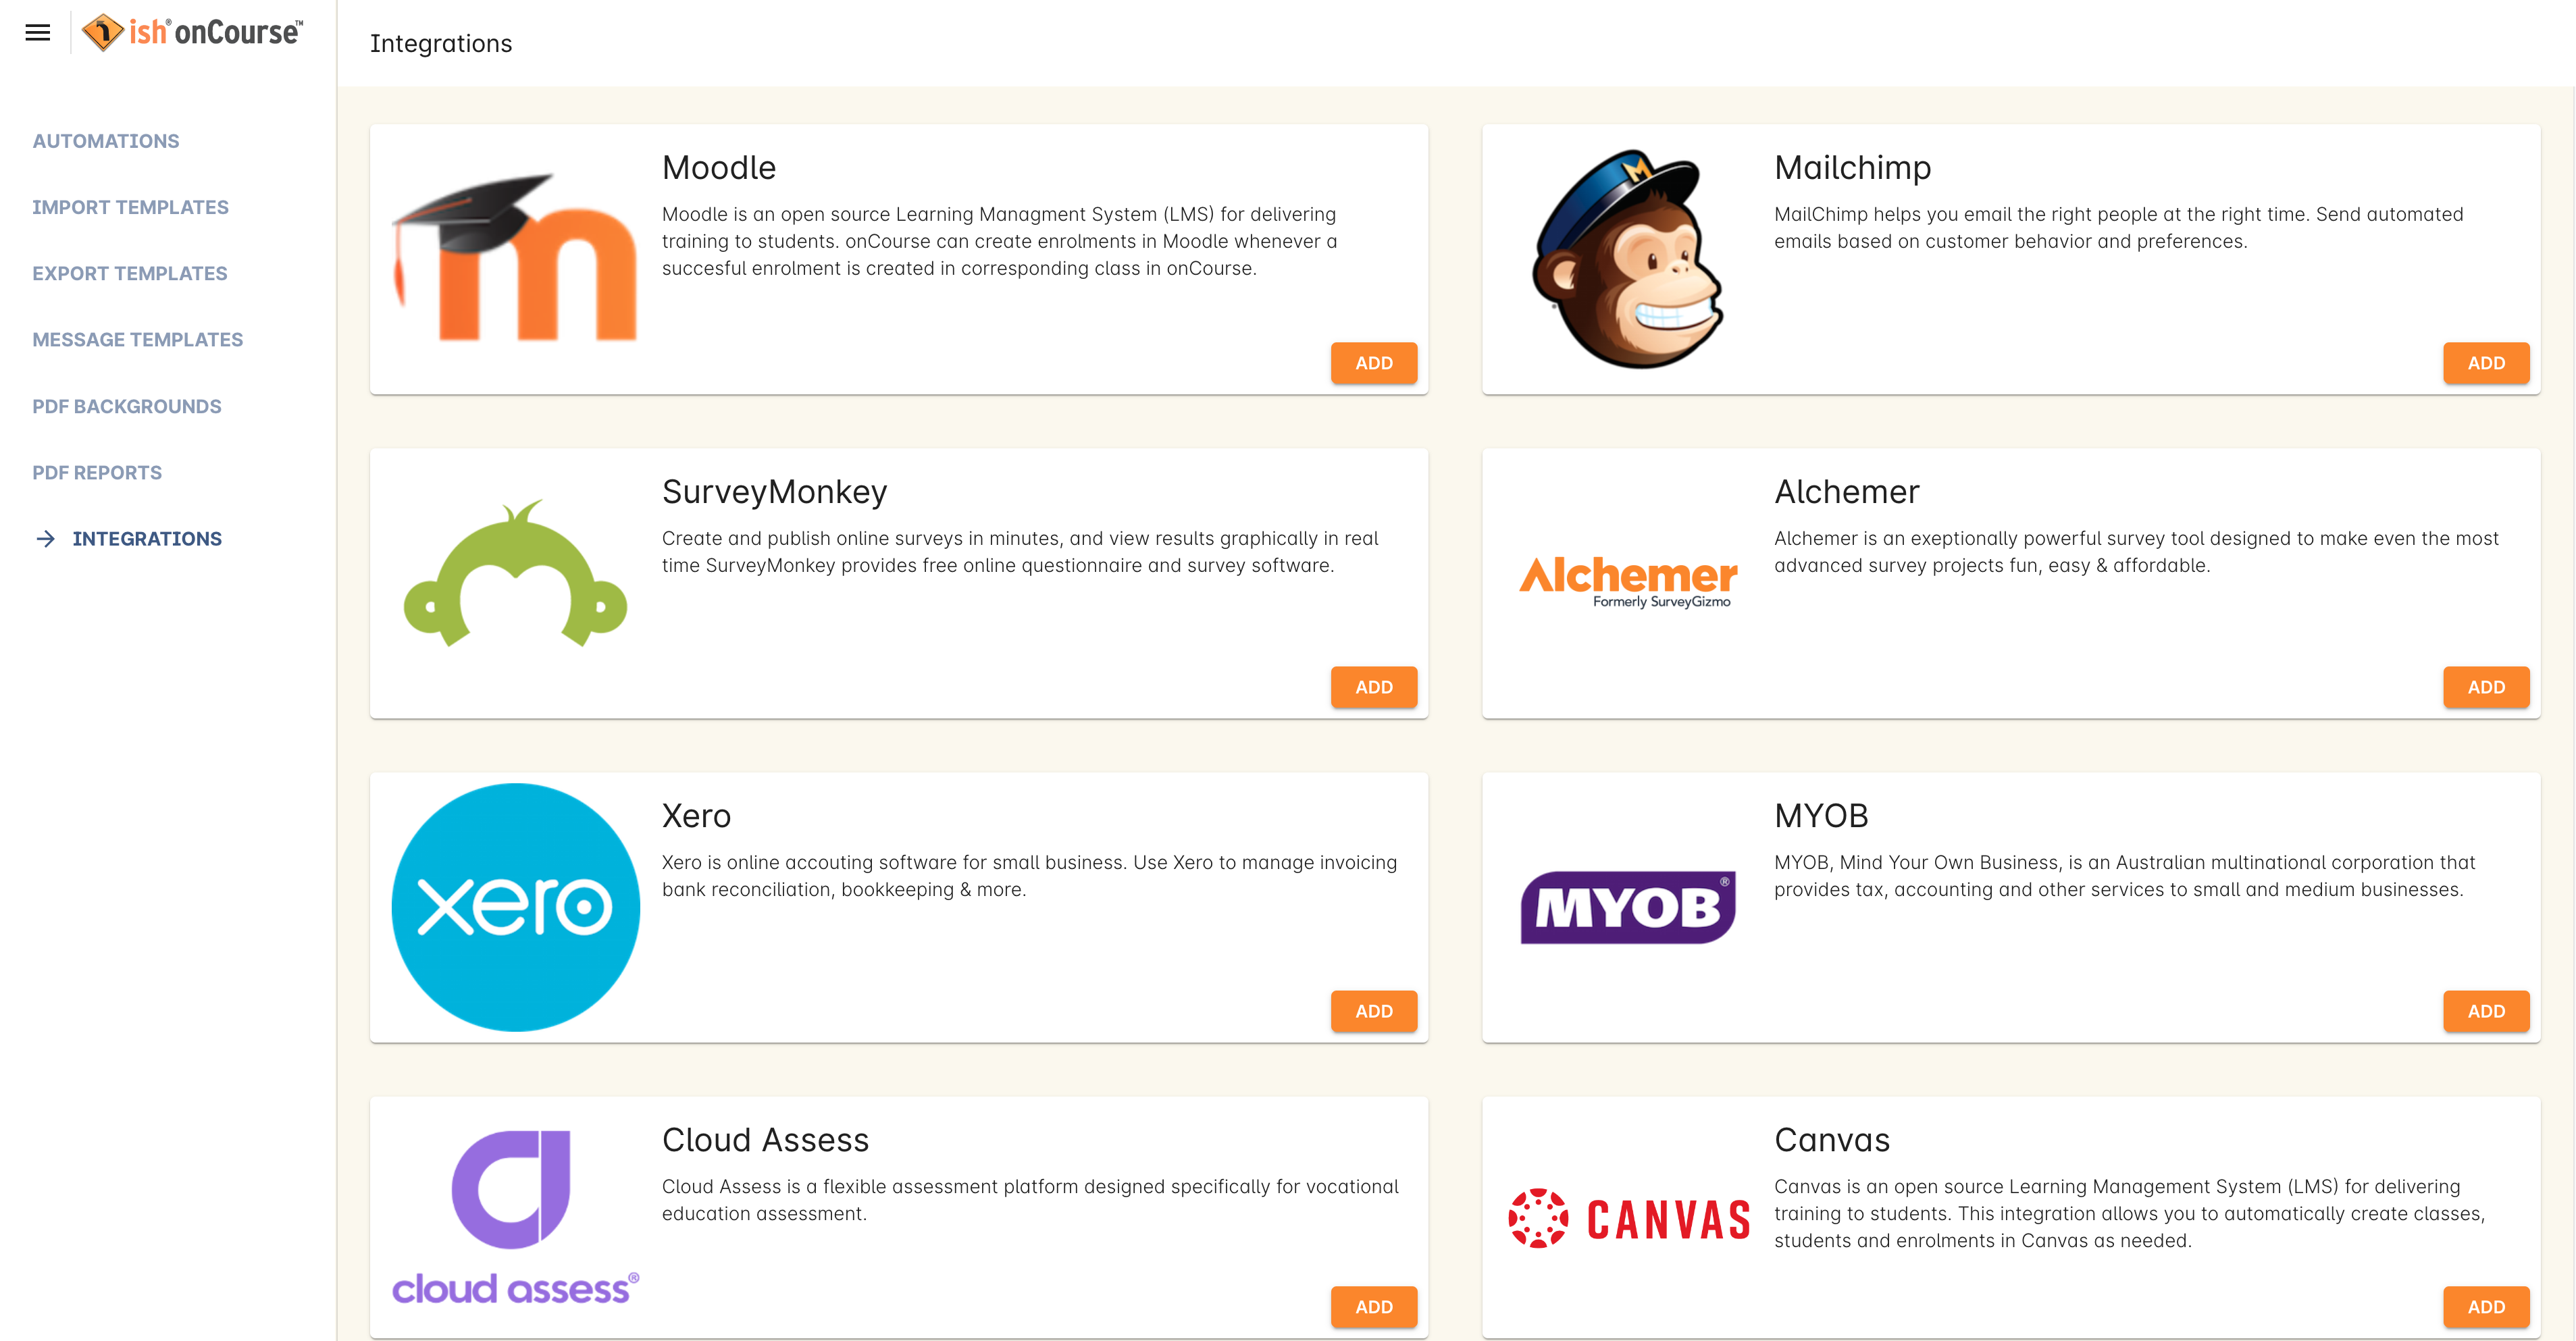 ish® onCourse™
Integrations
AUTOMATIONS
IMPORT TEMPLATES
EXPORT TEMPLATES
MESSAGE TEMPLATES
PDF BACKGROUNDS
PDF REPORTS
INTEGRATIONS
Moodle
Moodle is an open source Learning Managment System (LMS) for delivering
training to students. onCourse can create enrolments in Moodle whenever a
succesful enrolment is created in corresponding class in onCourse.
ADD
M
Mailchimp
MailChimp helps you email the right people at the right time. Send automated
emails based on customer behavior and preferences.
ADD
SurveyMonkey
Create and publish online surveys in minutes, and view results graphically in real
time SurveyMonkey provides free online questionnaire and survey software.
ADD
Alchemer
Formerly SurveyGizmo
Alchemer
Alchemer is an exeptionally powerful survey tool designed to make even the most
advanced survey projects fun, easy & affordable.
ADD
xero
Xero
Xero is online accouting software for small business. Use Xero to manage invoicing
bank reconciliation, bookkeeping & more.
ADD
MYOB®
MYOB
MYOB, Mind Your Own Business, is an Australian multinational corporation that
provides tax, accounting and other services to small and medium businesses.
ADD
cloud assess®
Cloud Assess
Cloud Assess is a flexible assessment platform designed specifically for vocational
education assessment.
ADD
CANVAS
Canvas
Canvas is an open source Learning Management System (LMS) for delivering
training to students. This integration allows you to automatically create classes,
students and enrolments in Canvas as needed.
ADD